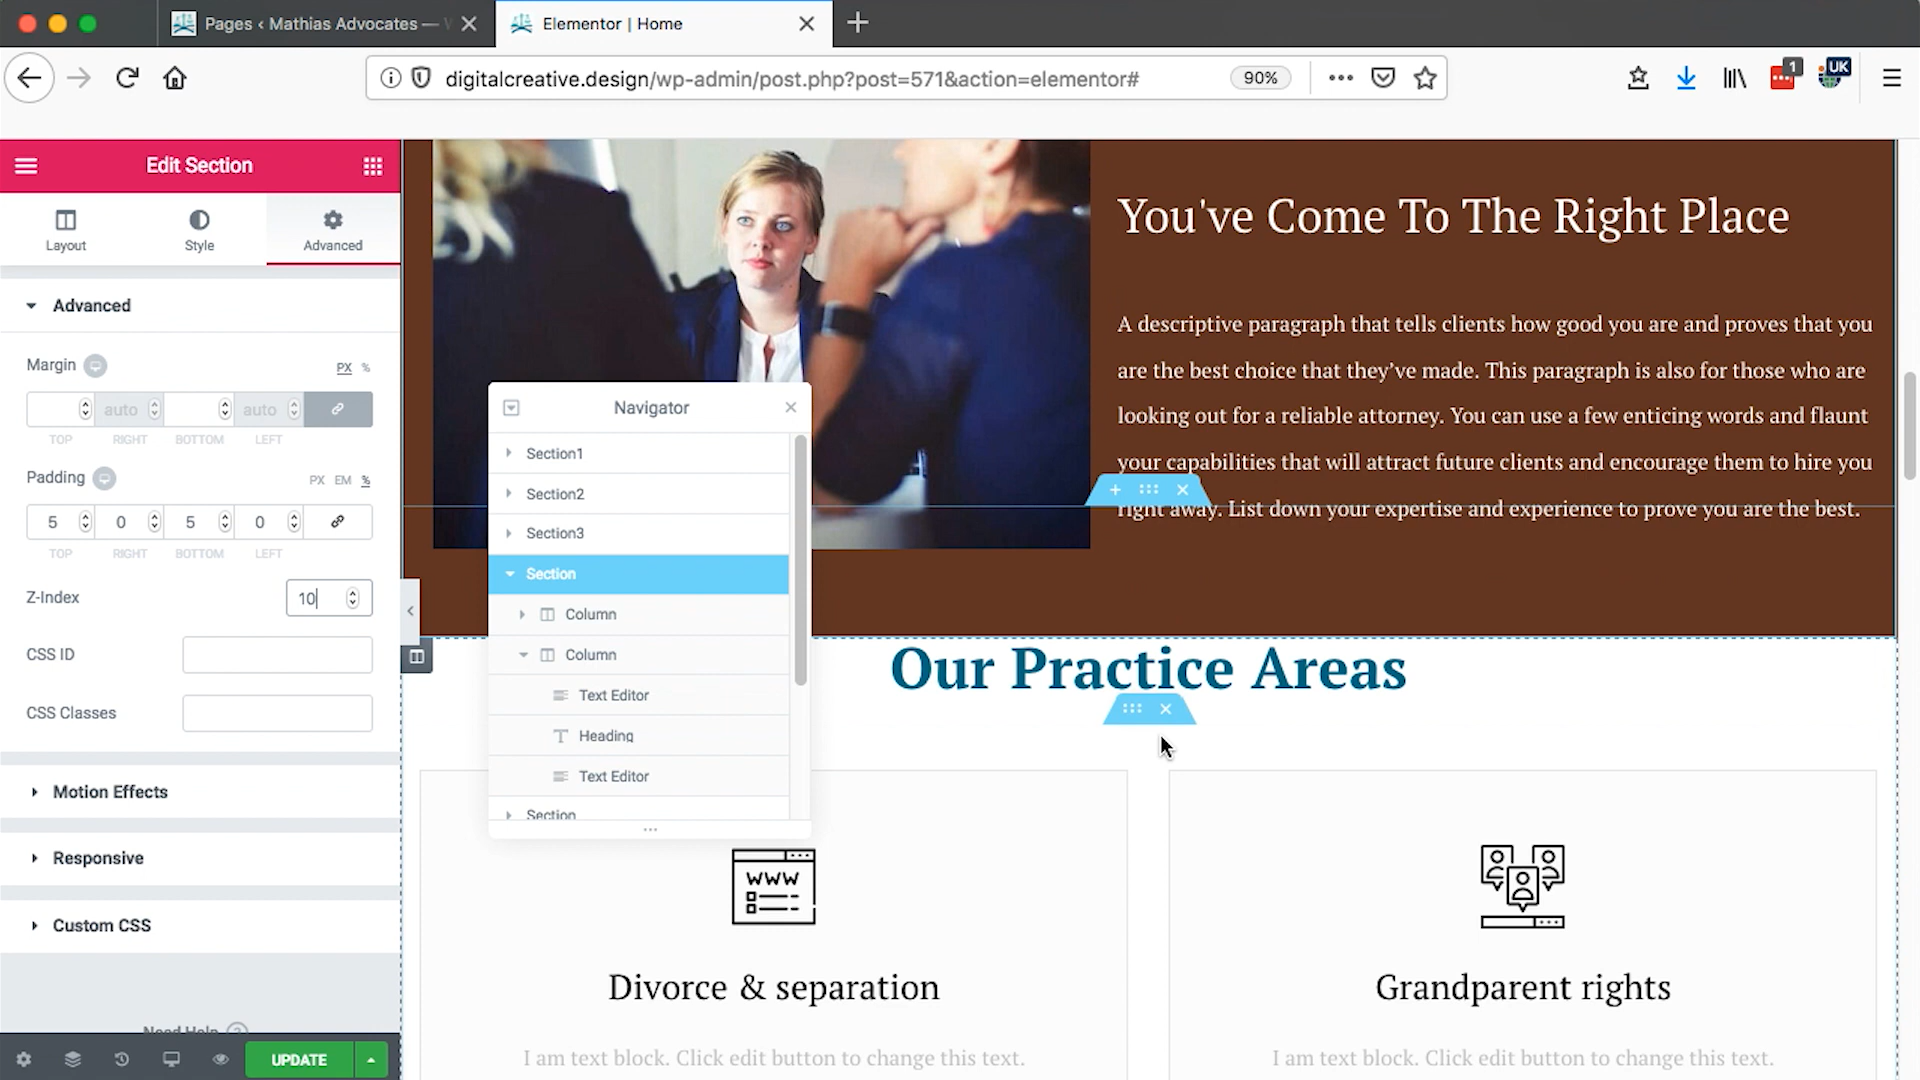 Pages ‹ Mathias Advocates —
Elementor | Home
digitalcreative.design/wp-admin/post.php?post=571&action=elementor#
90%
1
UK
Edit Section
Layout
Style
Advanced
Advanced
Margin
PX %
auto
auto
TOP RIGHT BOTTOM LEFT
Padding
PX EM %
5 0 5 0
TOP RIGHT BOTTOM LEFT
Z-Index
10
CSS ID
CSS Classes
Motion Effects
Responsive
Custom CSS
Need Help
UPDATE
Navigator
Section1
Section2
Section3
Section
Column
Column
Text Editor
Heading
Text Editor
Section
You've Come To The Right Place
A descriptive paragraph that tells clients how good you are and proves that you
are the best choice that they’ve made. This paragraph is also for those who are
looking out for a reliable attorney. You can use a few enticing words and flaunt
your capabilities that will attract future clients and encourage them to hire you
right away. List down your expertise and experience to prove you are the best.
Our Practice Areas
WWW
Divorce & separation
I am text block. Click edit button to change this text.
Grandparent rights
I am text block. Click edit button to change this text.